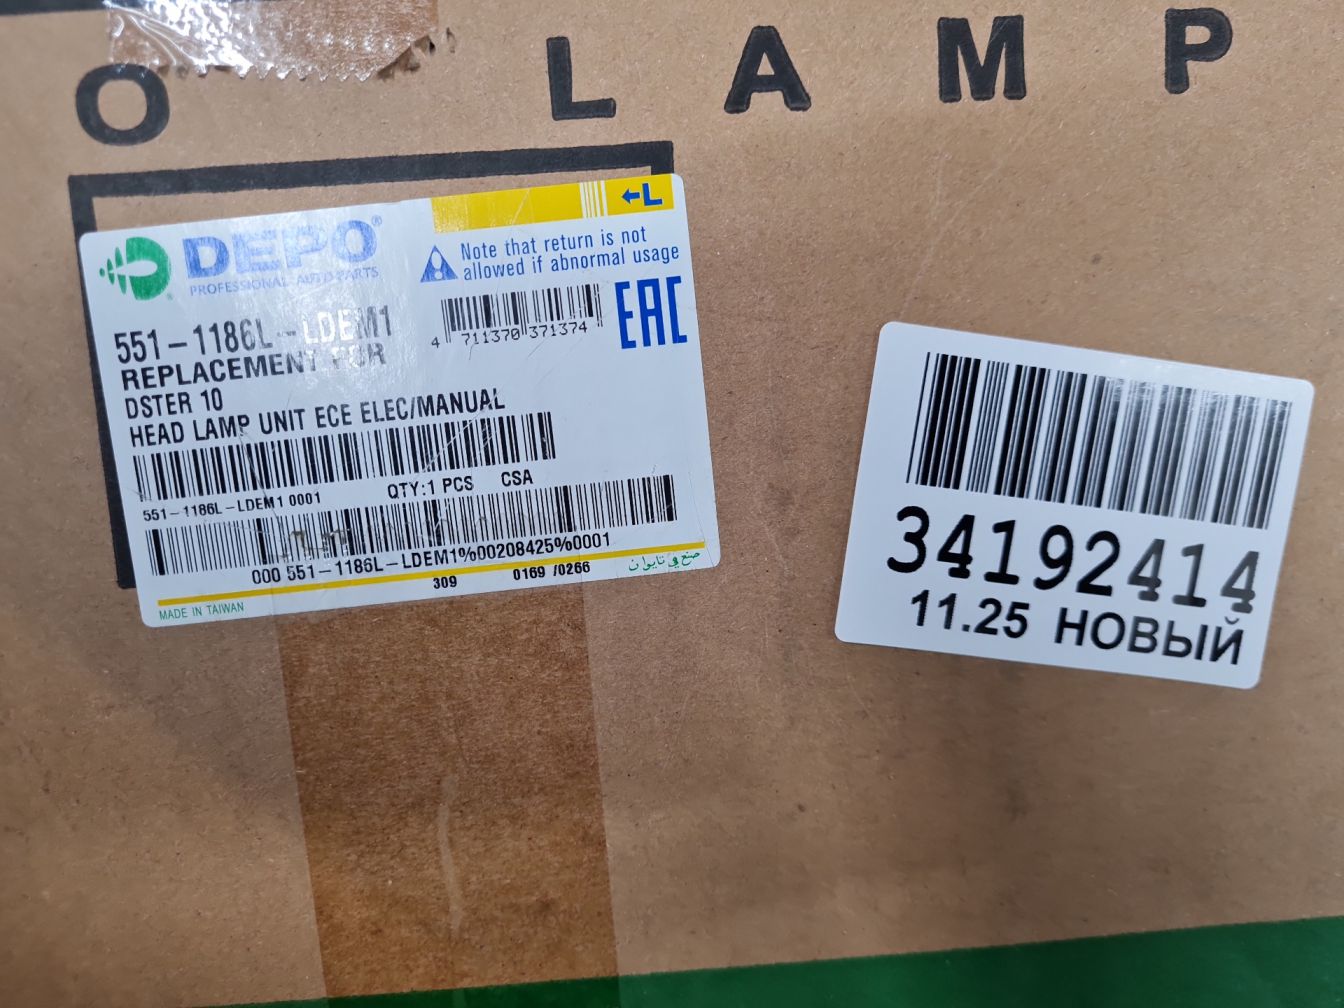 O LAMP
←L
DEPO®
PROFESSIONAL AUTO PARTS
Note that return is not
allowed if abnormal usage
EAC
4 711370 371374
551-1186L-LDEM1
REPLACEMENT FOR
DSTER 10
HEAD LAMP UNIT ECE ELEC/MANUAL
551-1186L-LDEM1 0001 QTY:1 PCS CSA
000 551-1186L-LDEM1%00208425%0001
309 0169 /0266
MADE IN TAIWAN
صنع في تايوان
34192414
11.25 НОВЫЙ